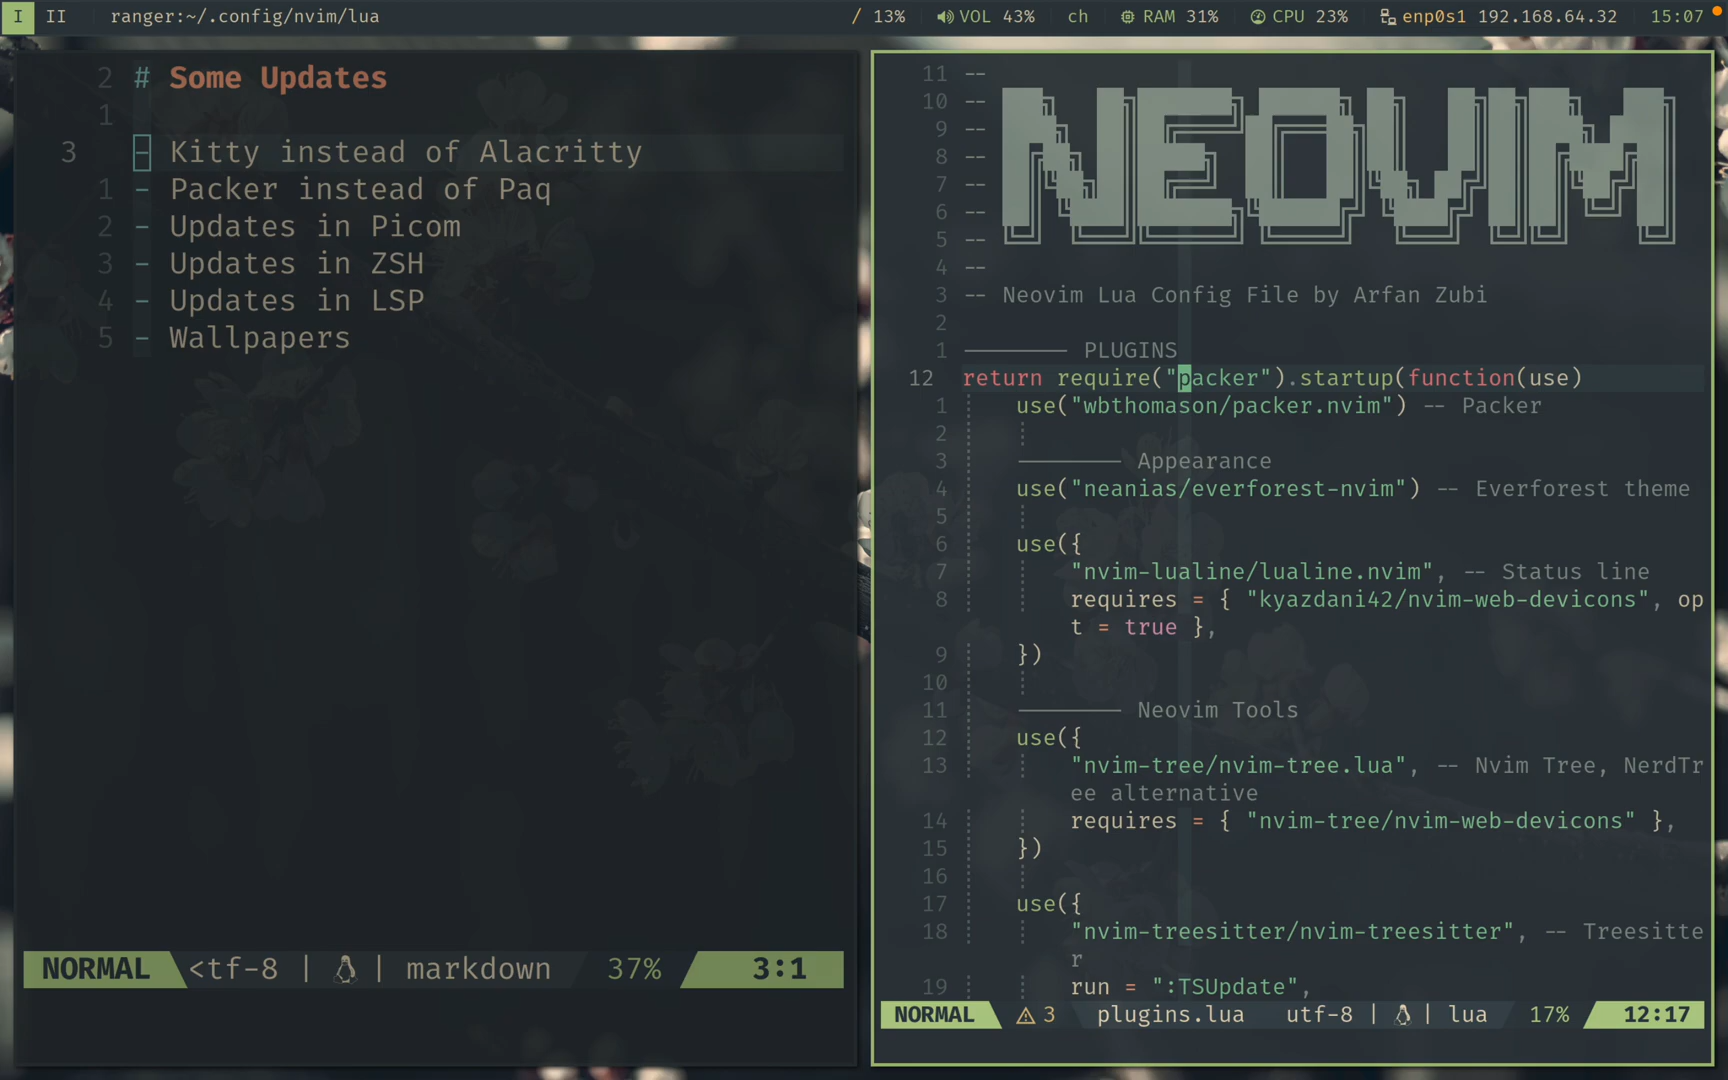 I II ranger:~/.config/nvim/lua / 13% VOL 43% ch RAM 31% CPU 23% enp0s1 192.168.64.32 15:07
2 # Some Updates
1
3 - Kitty instead of Alacritty
1 - Packer instead of Paq
2 - Updates in Picom
3 - Updates in ZSH
4 - Updates in LSP
5 - Wallpapers
NORMAL <tf-8 | | markdown 37% 3:1
11 --
10 --
9 --
8 --
7 --
6 --
5 --
NEOVIM
4 --
3 -- Neovim Lua Config File by Arfan Zubi
2
1 ──────── PLUGINS
12 return require("packer").startup(function(use)
1 use("wbthomason/packer.nvim") -- Packer
2
3 ──────── Appearance
4 use("neanias/everforest-nvim") -- Everforest theme
5
6 use({
7 "nvim-lualine/lualine.nvim", -- Status line
8 requires = { "kyazdani42/nvim-web-devicons", op
t = true },
9 })
10
11 ──────── Neovim Tools
12 use({
13 "nvim-tree/nvim-tree.lua", -- Nvim Tree, NerdTr
ee alternative
14 requires = { "nvim-tree/nvim-web-devicons" },
15 })
16
17 use({
18 "nvim-treesitter/nvim-treesitter", -- Treesitte
r
19 run = ":TSUpdate",
NORMAL ⚠ 3 plugins.lua utf-8 | | lua 17% 12:17